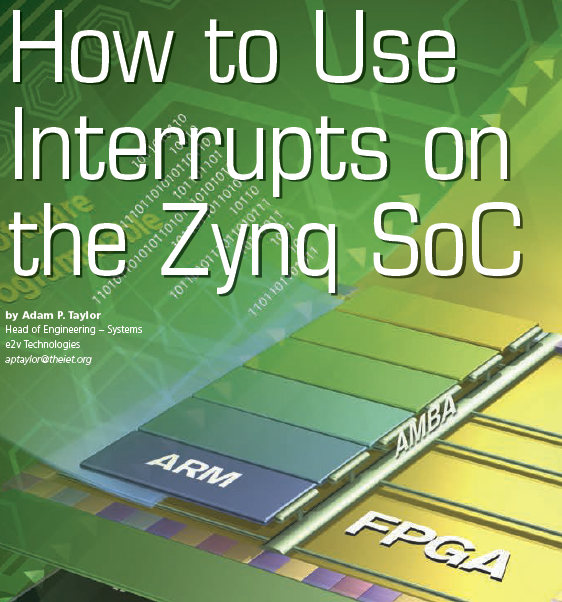 How to Use
Interrupts on
the Zynq SoC
by Adam P. Taylor
Head of Engineering – Systems
e2v Technologies
aptaylor@theiet.org
AMBA
ARM
FPGA